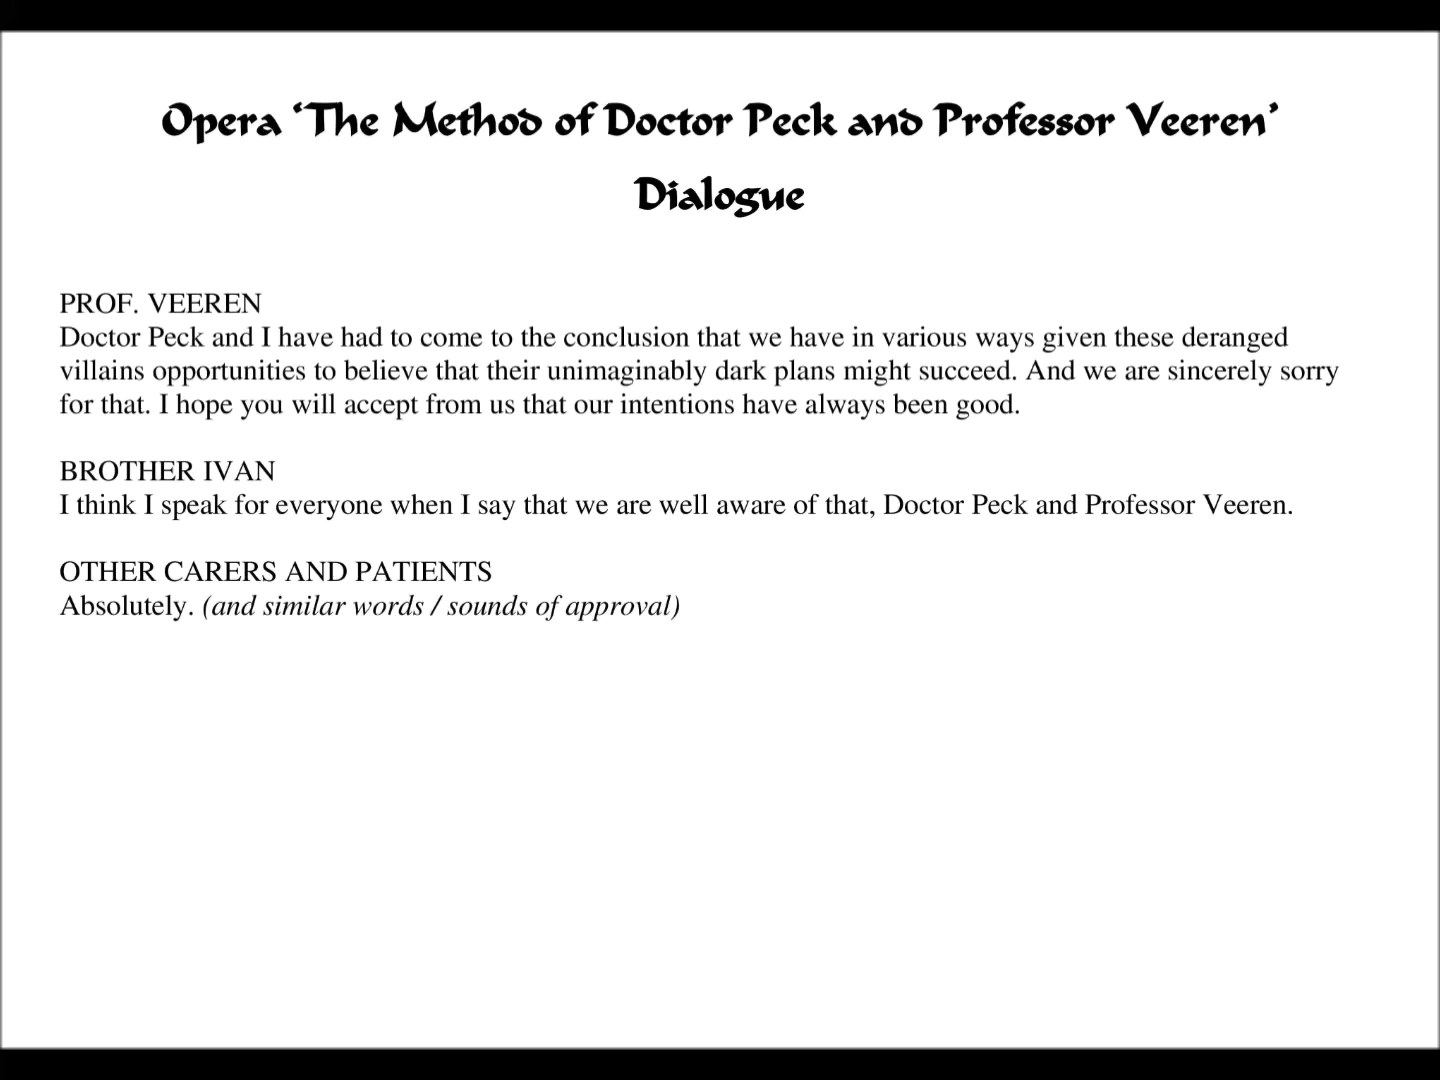 Opera ‘The Method of Doctor Peck and Professor Veeren’
Dialogue
PROF. VEEREN
Doctor Peck and I have had to come to the conclusion that we have in various ways given these deranged
villains opportunities to believe that their unimaginably dark plans might succeed. And we are sincerely sorry
for that. I hope you will accept from us that our intentions have always been good.
BROTHER IVAN
I think I speak for everyone when I say that we are well aware of that, Doctor Peck and Professor Veeren.
OTHER CARERS AND PATIENTS
Absolutely. (and similar words / sounds of approval)